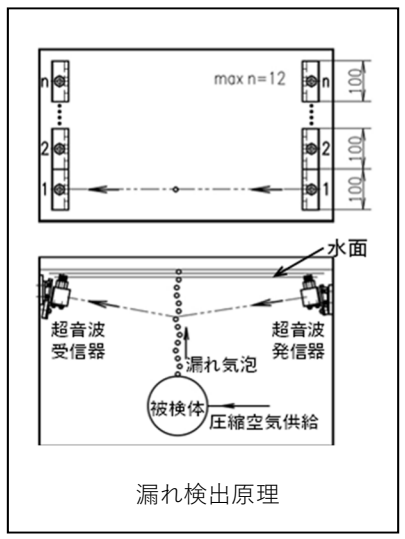 n
max n=12
n
100
2
2
100
1
1
100
水面
超音波
受信器
超音波
発信器
漏れ気泡
被検体
圧縮空気供給
漏れ検出原理